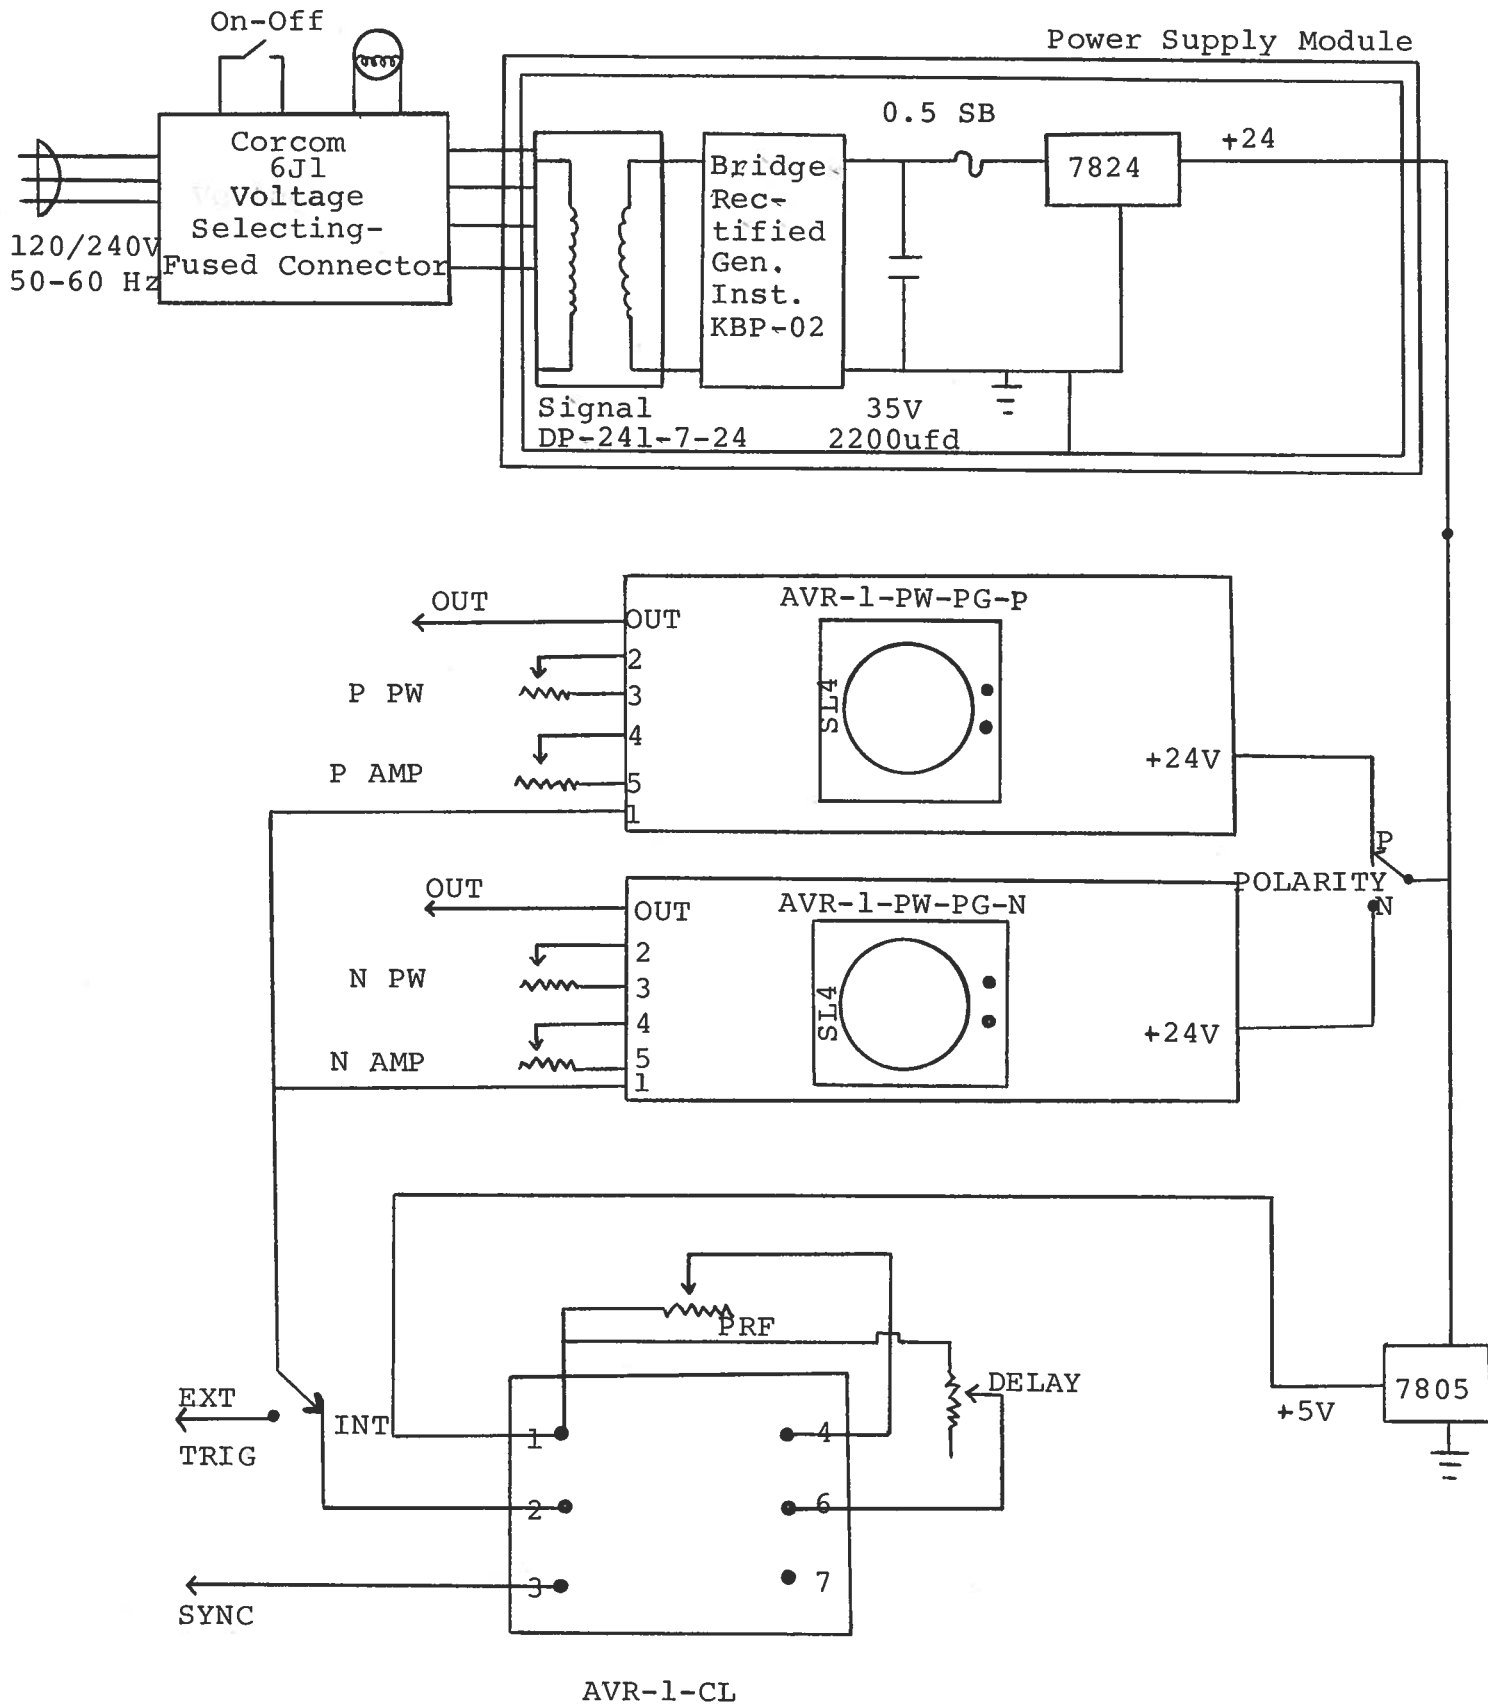 On-Off
Power Supply Module
0.5 SB
Corcom
6J1
Voltage
Selecting-
Fused Connector
120/240V
50-60 Hz
Bridge
Rec-
tified
Gen.
Inst.
KBP-02
7824
+24
Signal
DP-241-7-24
35V
2200ufd
AVR-1-PW-PG-P
OUT
OUT
2
P PW
3
SL4
4
P AMP
5
1
+24V
P
POLARITY
N
AVR-1-PW-PG-N
OUT
OUT
2
N PW
3
SL4
4
N AMP
5
1
+24V
PRF
DELAY
7805
+5V
EXT
TRIG
INT
1
4
2
6
3
7
SYNC
AVR-1-CL